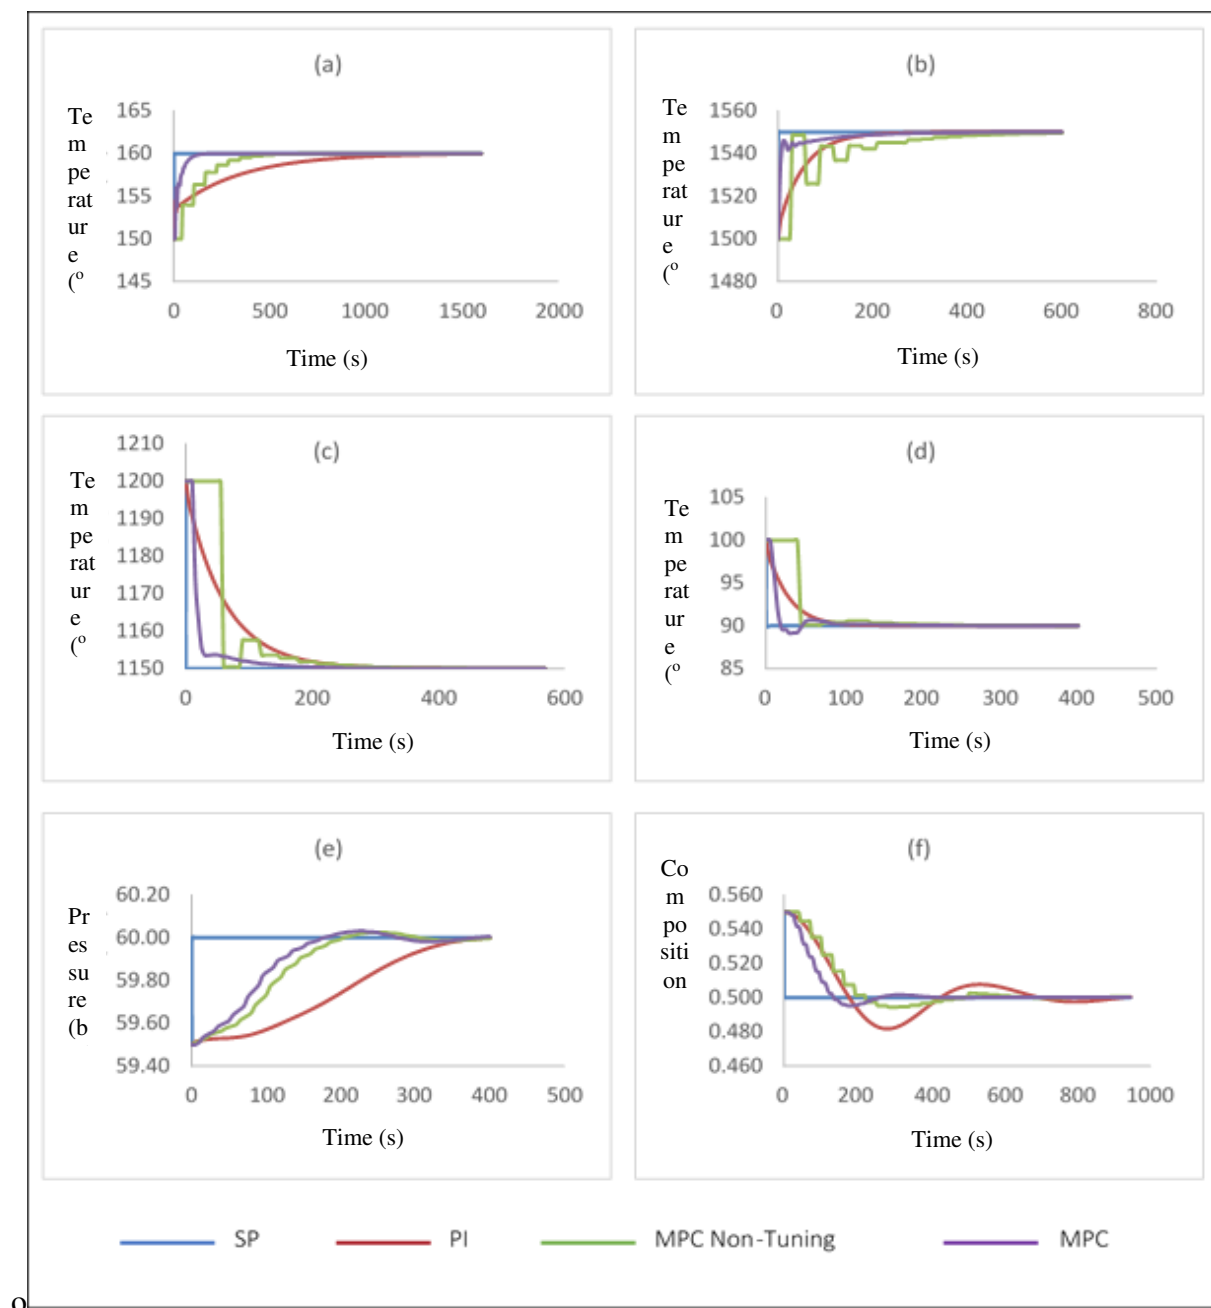 (a)
Te
m
pe
rat
ur
e
(o
165
160
155
150
145
0 500 1000 1500 2000
Time (s)
(b)
Te
m
pe
rat
ur
e
(o
1560
1540
1520
1500
1480
0 200 400 600 800
Time (s)
(c)
Te
m
pe
rat
ur
e
(o
1210
1200
1190
1180
1170
1160
1150
0 200 400 600
Time (s)
(d)
Te
m
pe
rat
ur
e
(o
105
100
95
90
85
0 100 200 300 400 500
Time (s)
(e)
Pr
es
su
re
(b
60.20
60.00
59.80
59.60
59.40
0 100 200 300 400 500
Time (s)
(f)
Co
m
po
siti
on
0.560
0.540
0.520
0.500
0.480
0.460
0 200 400 600 800 1000
Time (s)
SP PI MPC Non-Tuning MPC